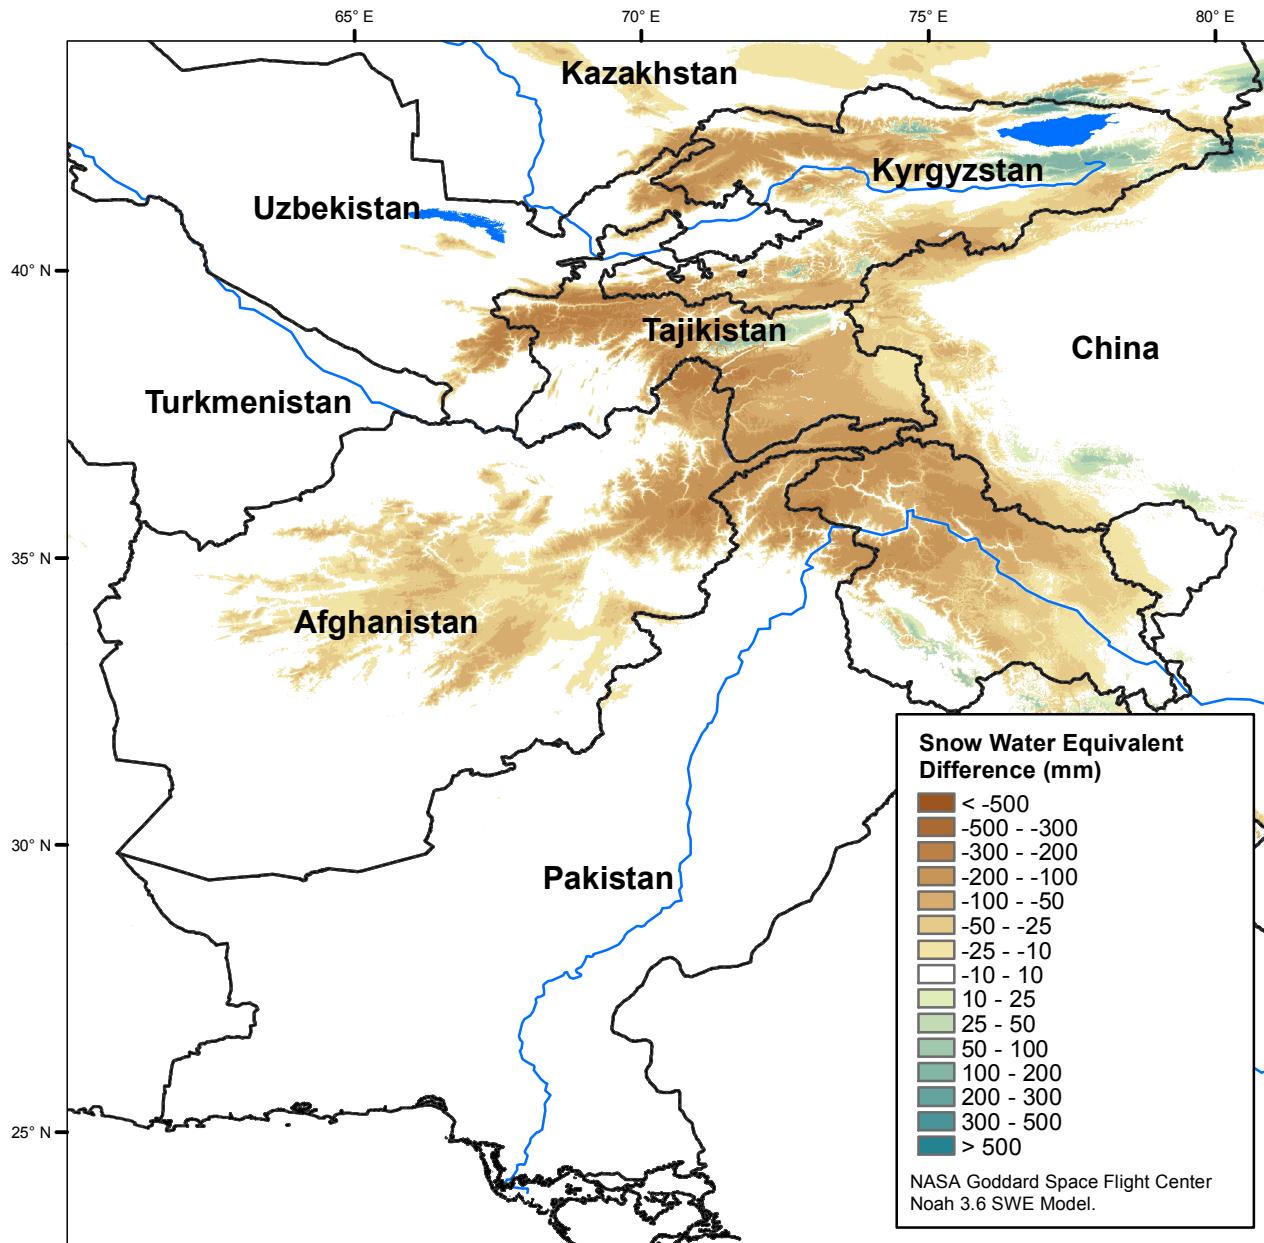 65° E
70° E
75° E
80° E
Kazakhstan
Kyrgyzstan
Uzbekistan
40° N
Tajikistan
China
Turkmenistan
35° N
Afghanistan
Snow Water Equivalent
Difference (mm)
< -500
-500 - -300
-300 - -200
-200 - -100
-100 - -50
-50 - -25
-25 - -10
-10 - 10
10 - 25
25 - 50
50 - 100
100 - 200
200 - 300
300 - 500
> 500
30° N
Pakistan
25° N
NASA Goddard Space Flight Center
Noah 3.6 SWE Model.